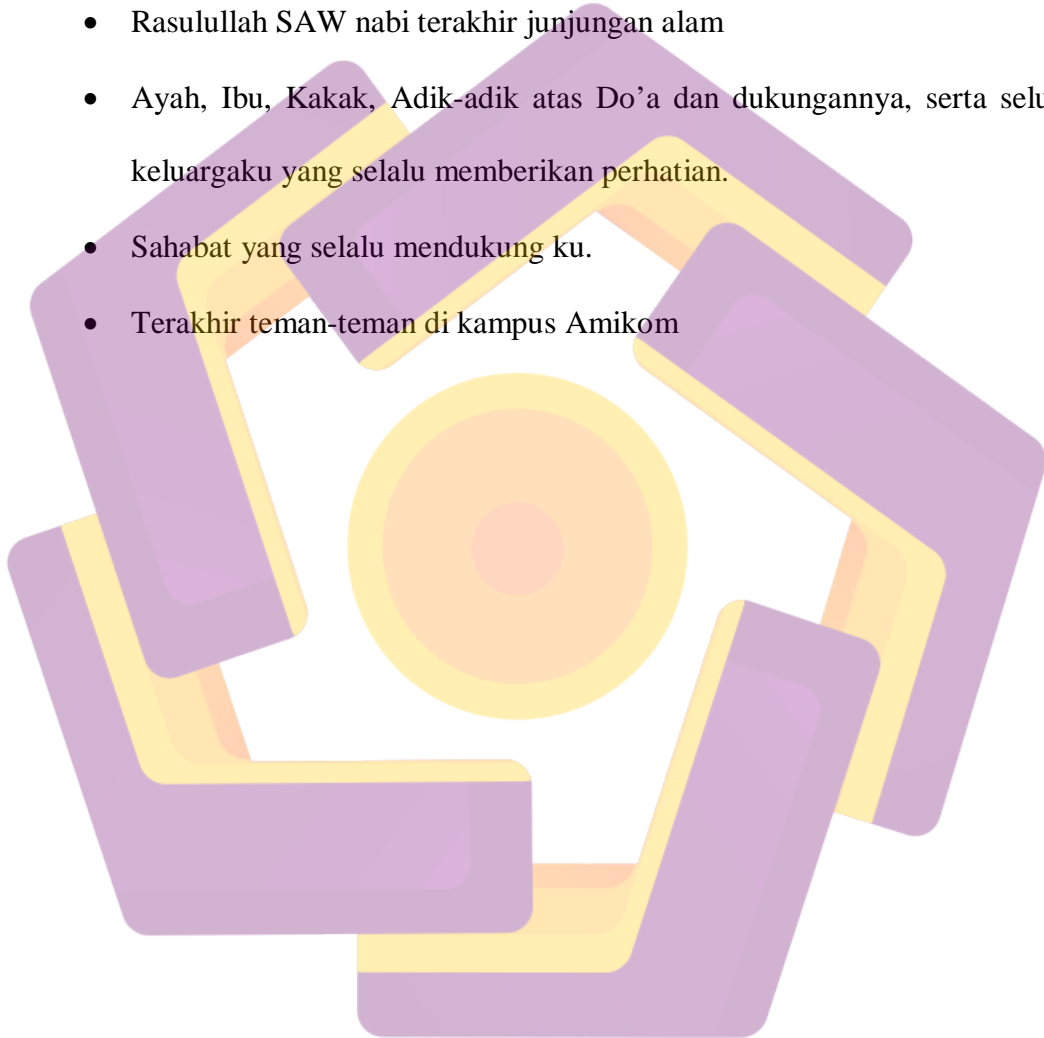 • Rasulullah SAW nabi terakhir junjungan alam
• Ayah, Ibu, Kakak, Adik-adik atas Do’a dan dukungannya, serta
keluargaku yang selalu memberikan perhatian.
• Sahabat yang selalu mendukung ku.
• Terakhir teman-teman di kampus Amikom